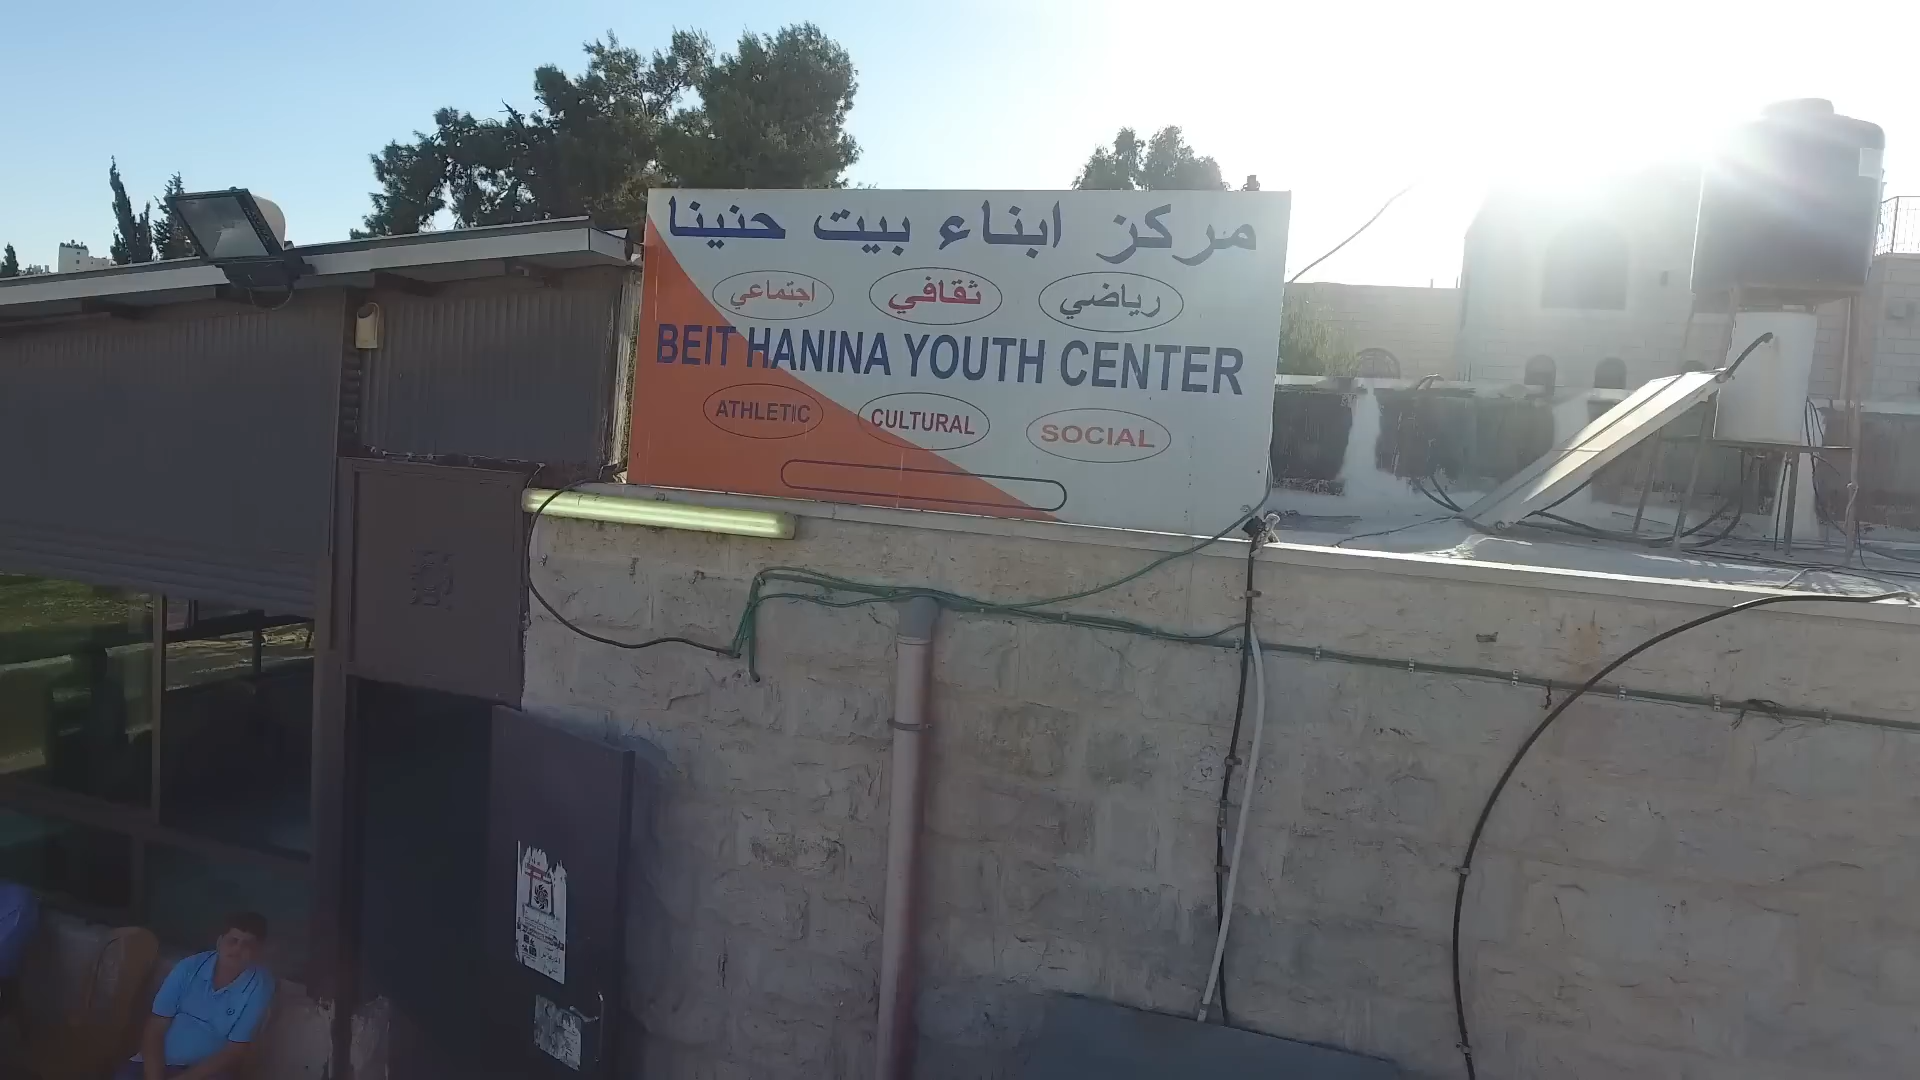 مركز ابناء بيت حنينا
رياضي ثقافي اجتماعي
BEIT HANINA YOUTH CENTER
ATHLETIC CULTURAL SOCIAL